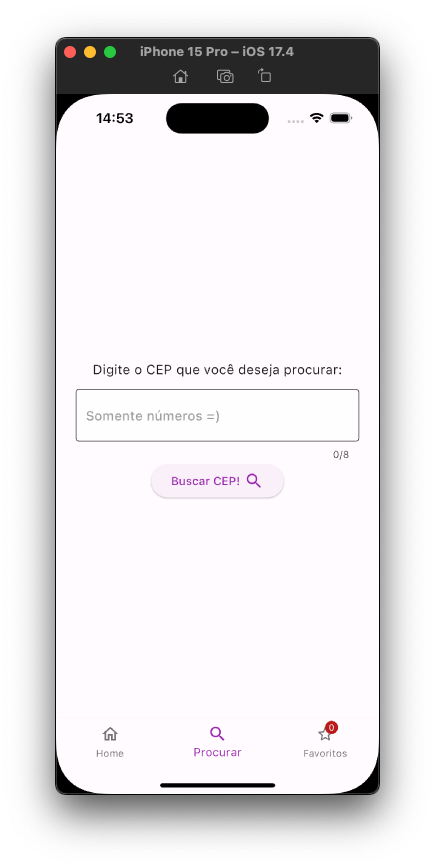 iPhone 15 Pro – iOS 17.4
14:53
Digite o CEP que você deseja procurar:
Somente números =)
0/8
Buscar CEP!
0
Home Procurar Favoritos